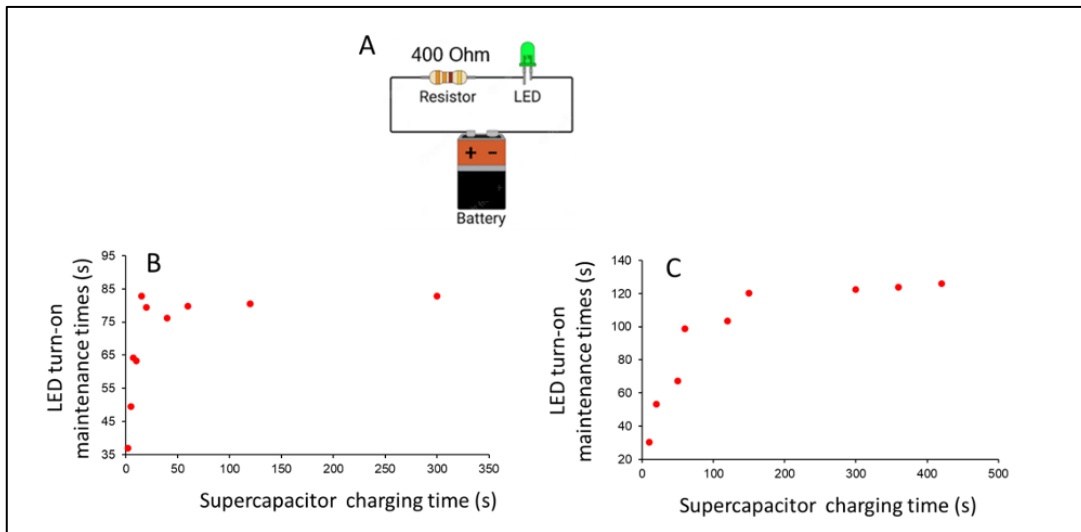 A
400 Ohm
Resistor
LED
+ -
Battery
B
LED turn-on
maintenance times (s)
95
85
75
65
55
45
35
0 50 100 150 200 250 300 350
Supercapacitor charging time (s)
C
LED turn-on
maintenance times (s)
140
120
100
80
60
40
20
0 100 200 300 400 500
Supercapacitor charging time (s)